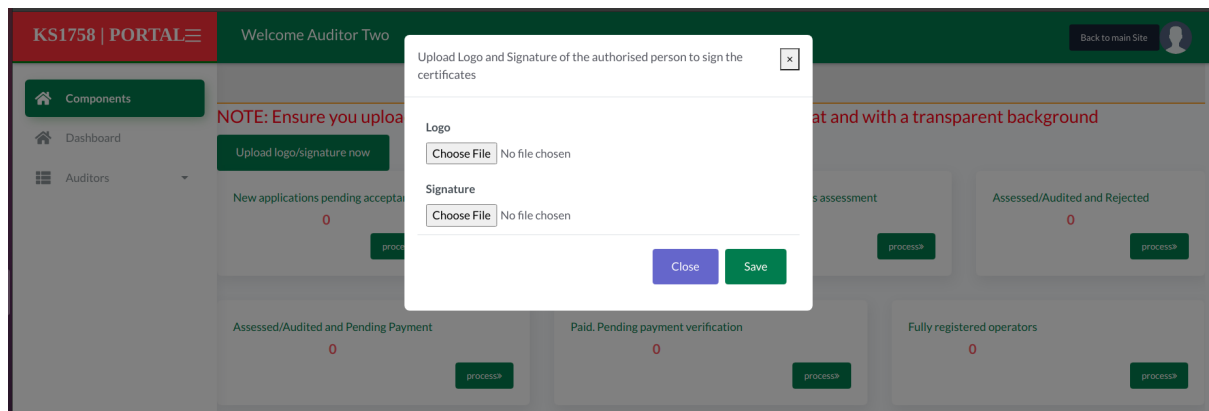 KS1758 | PORTAL
Welcome Auditor Two
Back to main Site
Upload Logo and Signature of the authorised person to sign the
certificates
×
Components
Dashboard
Auditors
NOTE: Ensure you
at and with a transparent background
Upload logo/signature now
Logo
Choose File No file chosen
Signature
Choose File No file chosen
Close
Save
New applications pending
0
process»
assessment
process»
Assessed/Audited and Rejected
0
process»
Assessed/Audited and Pending Payment
0
process»
Paid. Pending payment verification
0
process»
Fully registered operators
0
process»